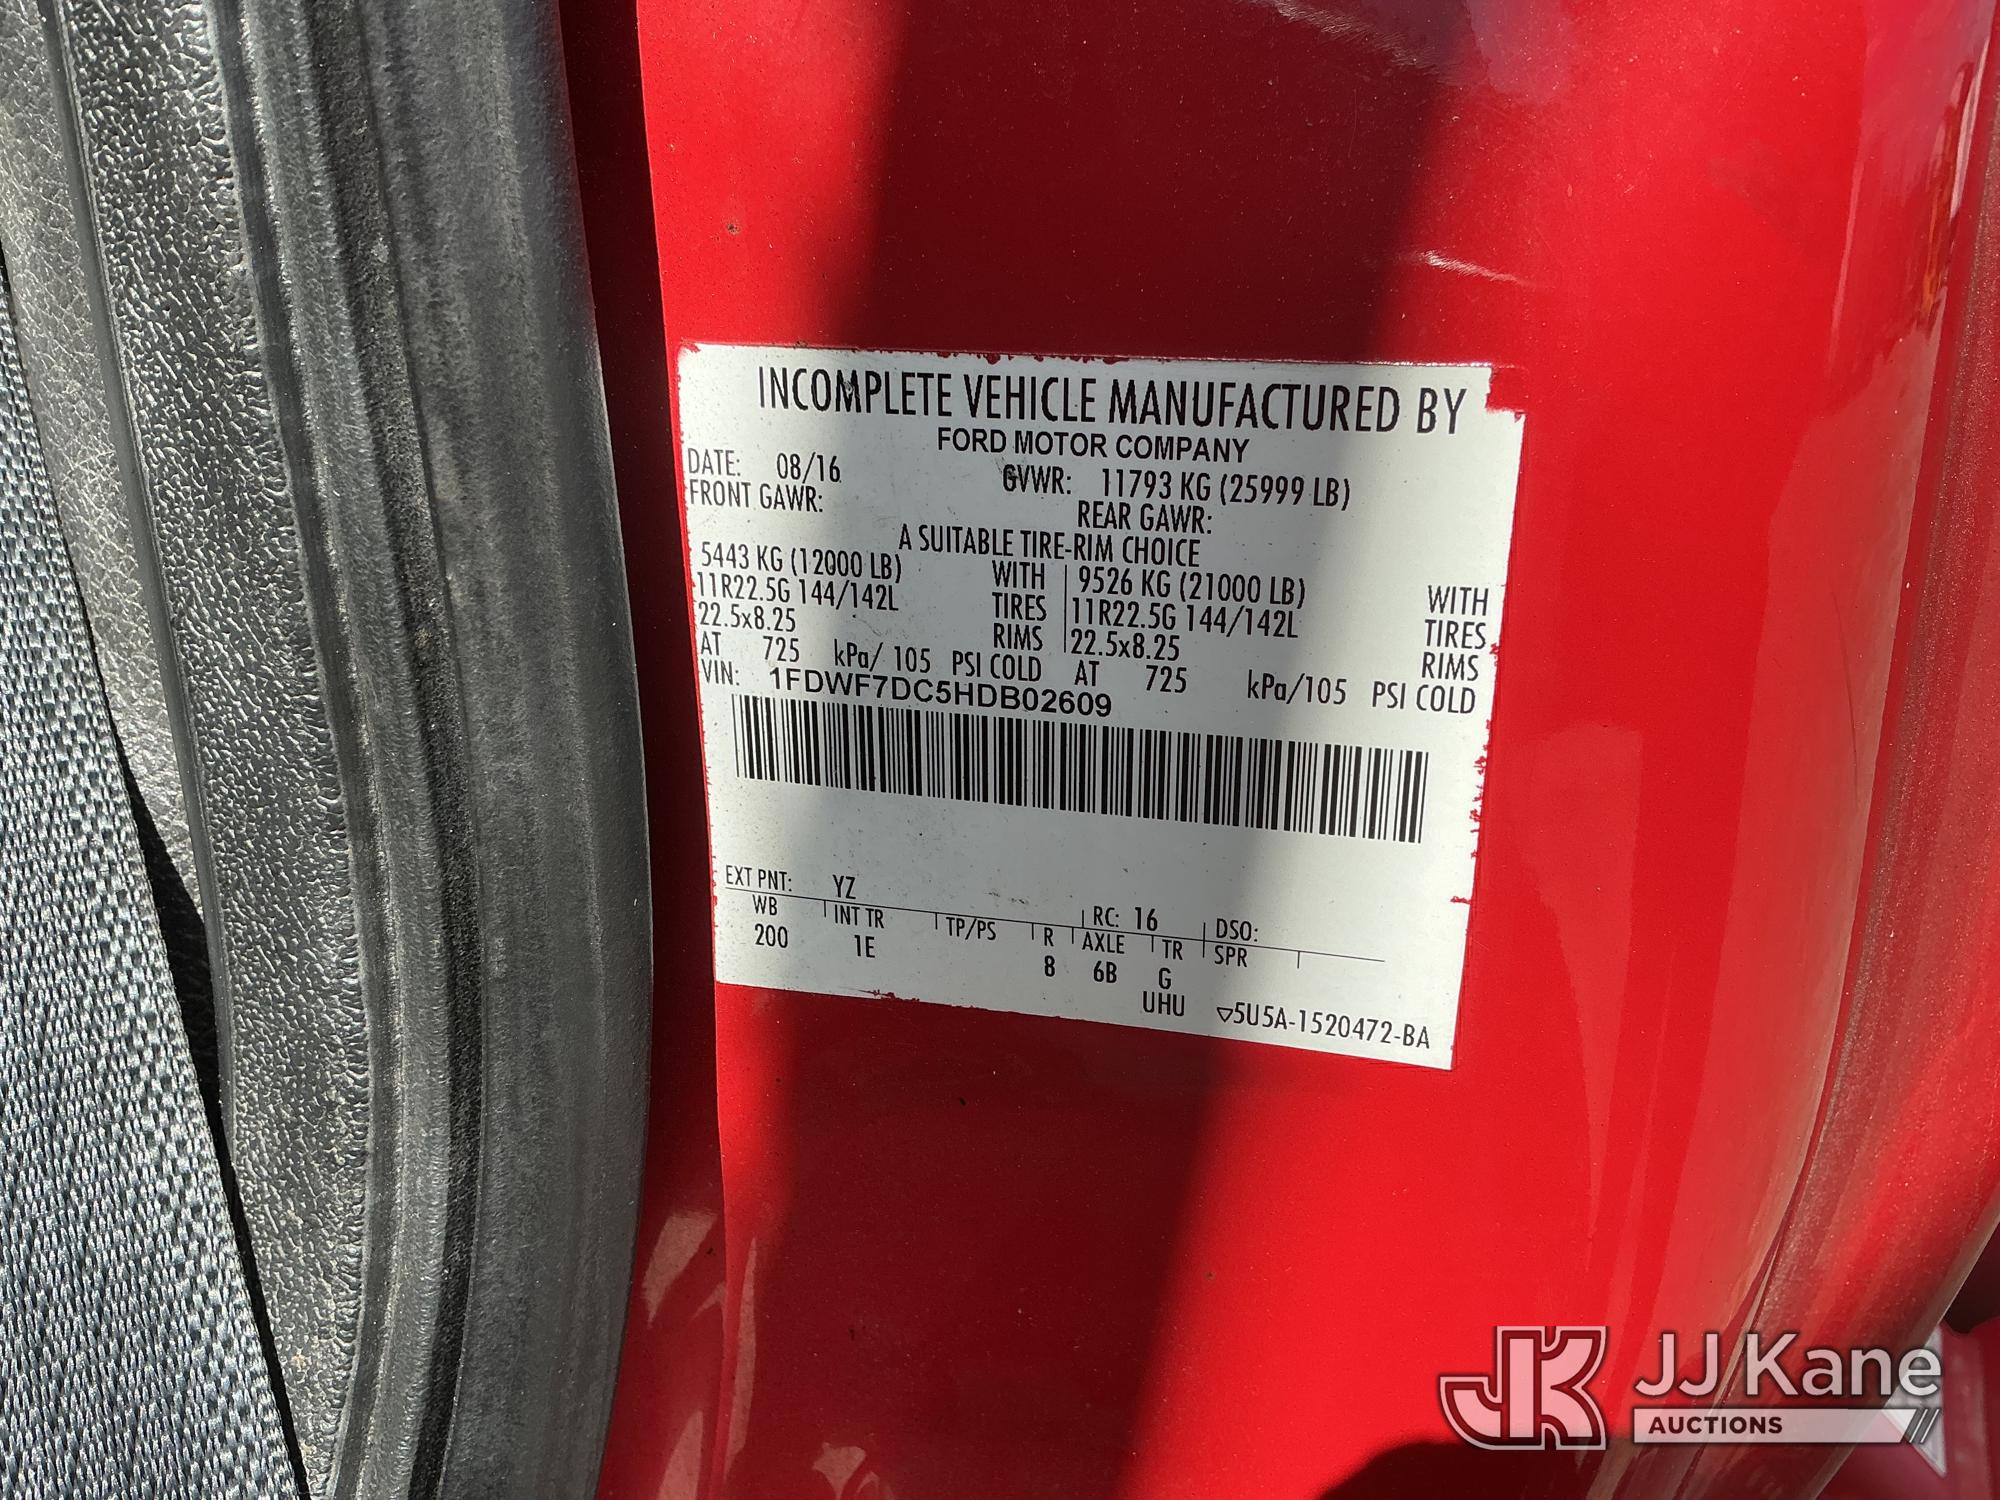 INCOMPLETE VEHICLE MANUFACTURED BY
FORD MOTOR COMPANY
DATE: 08/16 GVWR: 11793 KG (25999 LB)
FRONT GAWR: REAR GAWR:
A SUITABLE TIRE-RIM CHOICE
5443 KG (12000 LB) WITH 9526 KG (21000 LB) WITH
11R22.5G 144/142L TIRES 11R22.5G 144/142L TIRES
22.5x8.25 RIMS 22.5x8.25 RIMS
AT 725 kPa/ 105 PSI COLD AT 725 kPa/105 PSI COLD
VIN: 1FDWF7DC5HDB02609
EXT PNT: YZ RC: 16 DSO:
WB INT TR TP/PS R AXLE TR SPR
200 1E 8 6B G
UHU ▽5U5A-1520472-BA
JK JJ Kane
AUCTIONS